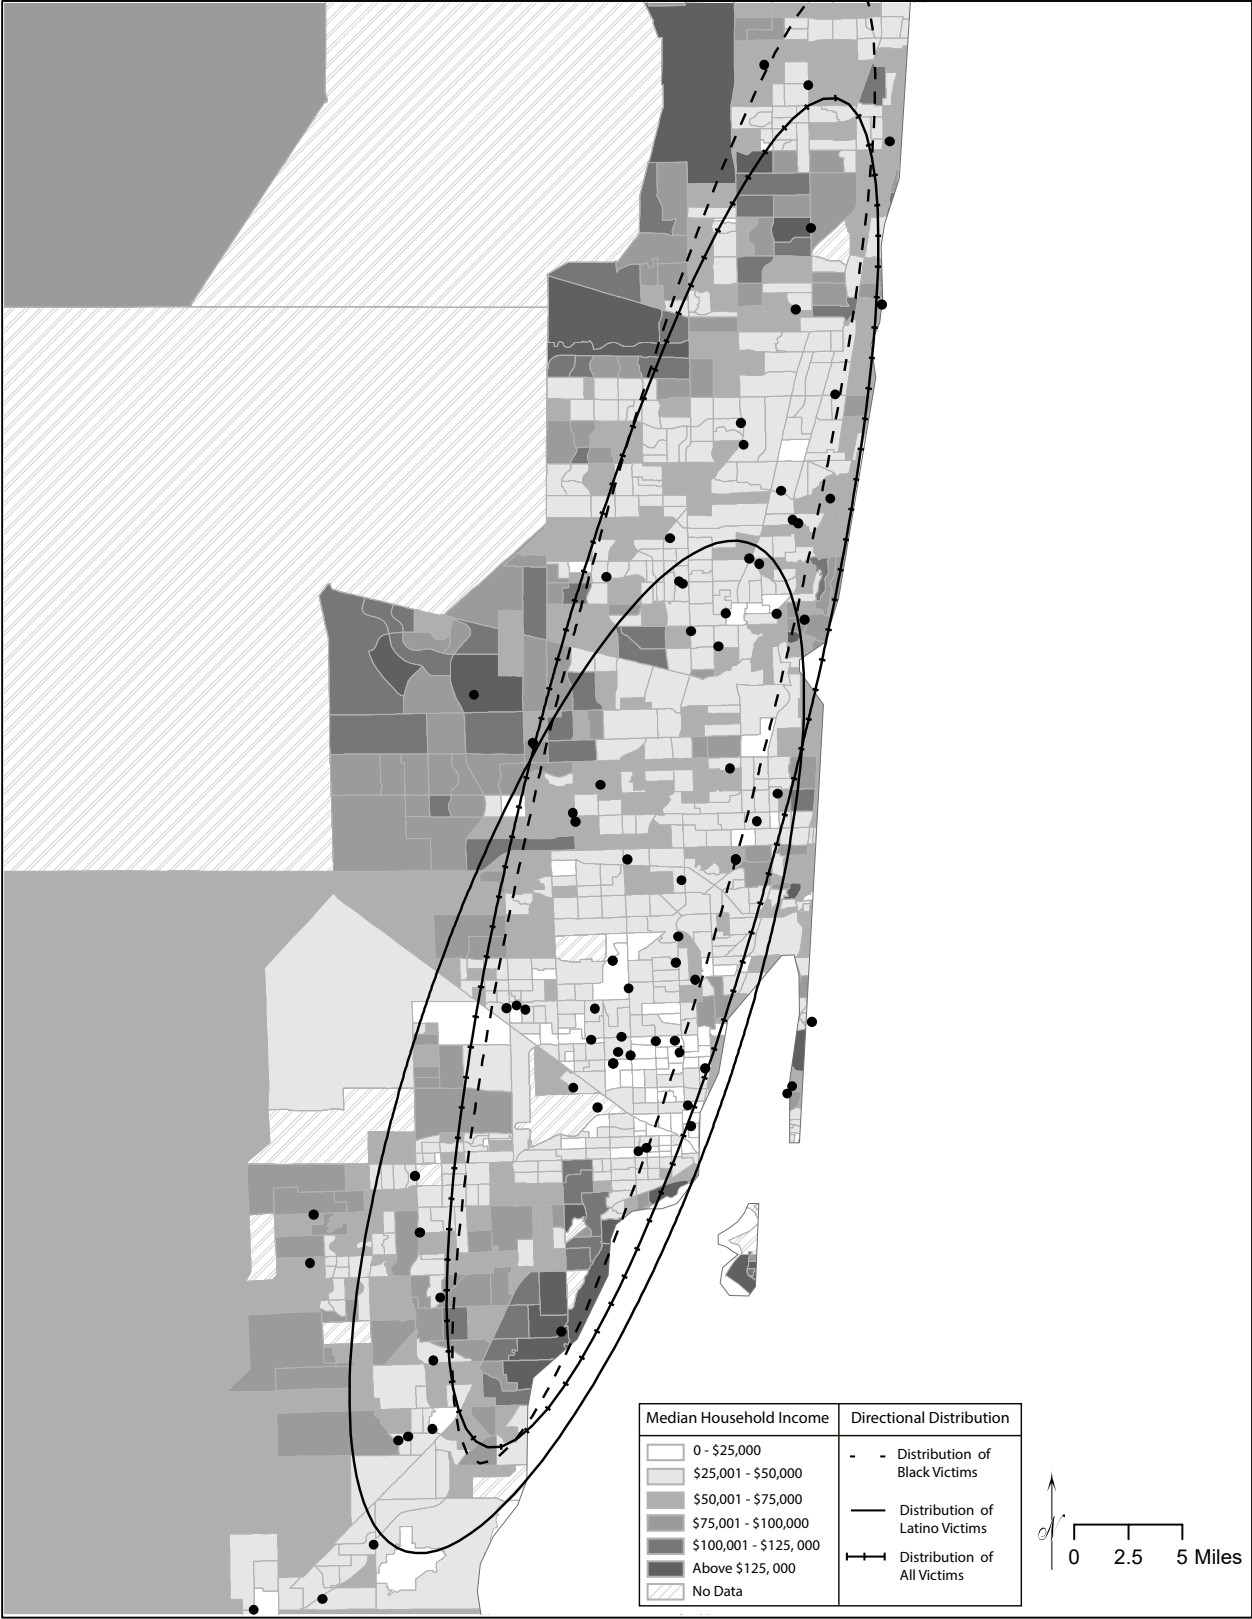 Median Household Income
0 - $25,000
$25,001 - $50,000
$50,001 - $75,000
$75,001 - $100,000
$100,001 - $125, 000
Above $125, 000
No Data
Directional Distribution
Distribution of
Black Victims
Distribution of
Latino Victims
Distribution of
All Victims
N
0 2.5 5 Miles